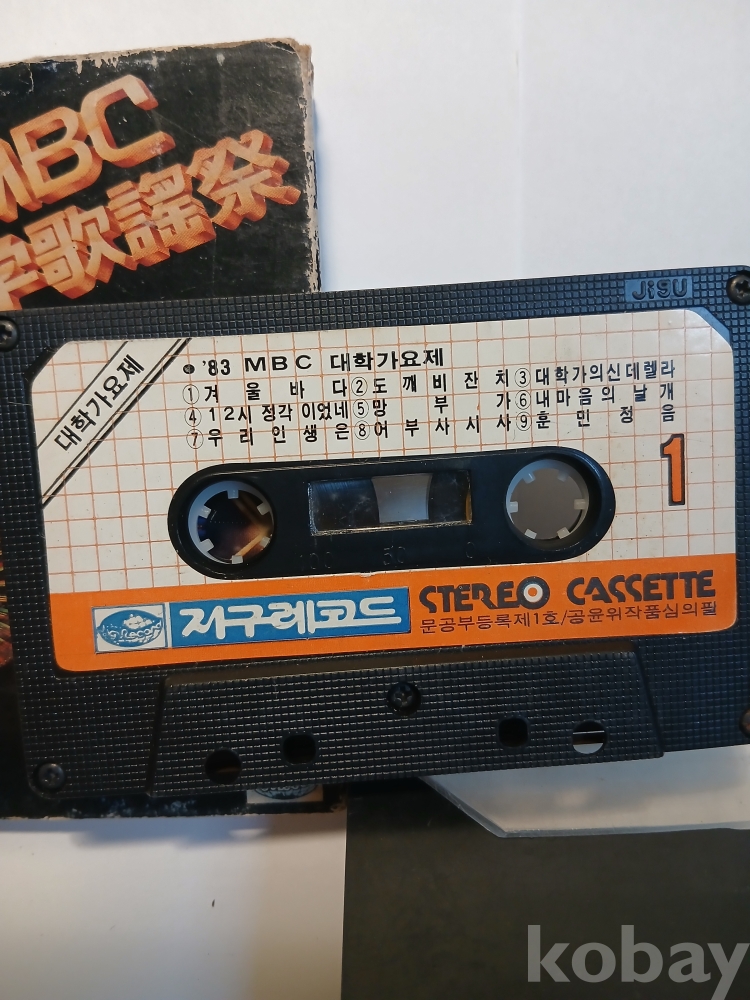 MBC
歌謠祭
JiGU
대학가요제
● '83 MBC 대학가요제
①겨울바다②도깨비잔치③대학가의신데렐라
④12시 정각 이었네⑤망부가⑥내마음의날개
⑦우리인생은⑧어부사시사⑨훈민정음
1
지구레코드
STEREO CASSETTE
문공부등록제1호/공윤위작품심의필
kobay